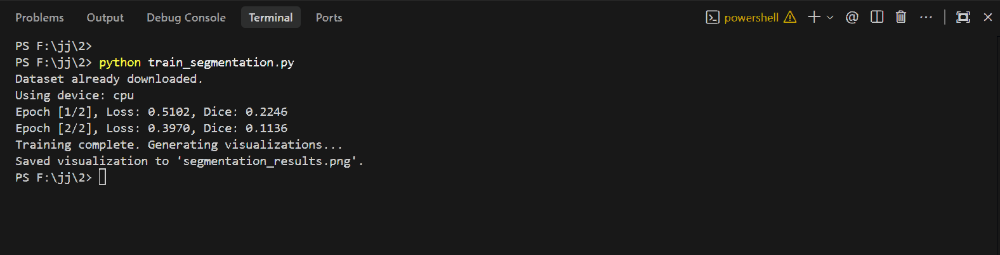 Problems Output Debug Console Terminal Ports powershell
PS F:\jj\2>
PS F:\jj\2> python train_segmentation.py
Dataset already downloaded.
Using device: cpu
Epoch [1/2], Loss: 0.5102, Dice: 0.2246
Epoch [2/2], Loss: 0.3970, Dice: 0.1136
Training complete. Generating visualizations...
Saved visualization to 'segmentation_results.png'.
PS F:\jj\2>